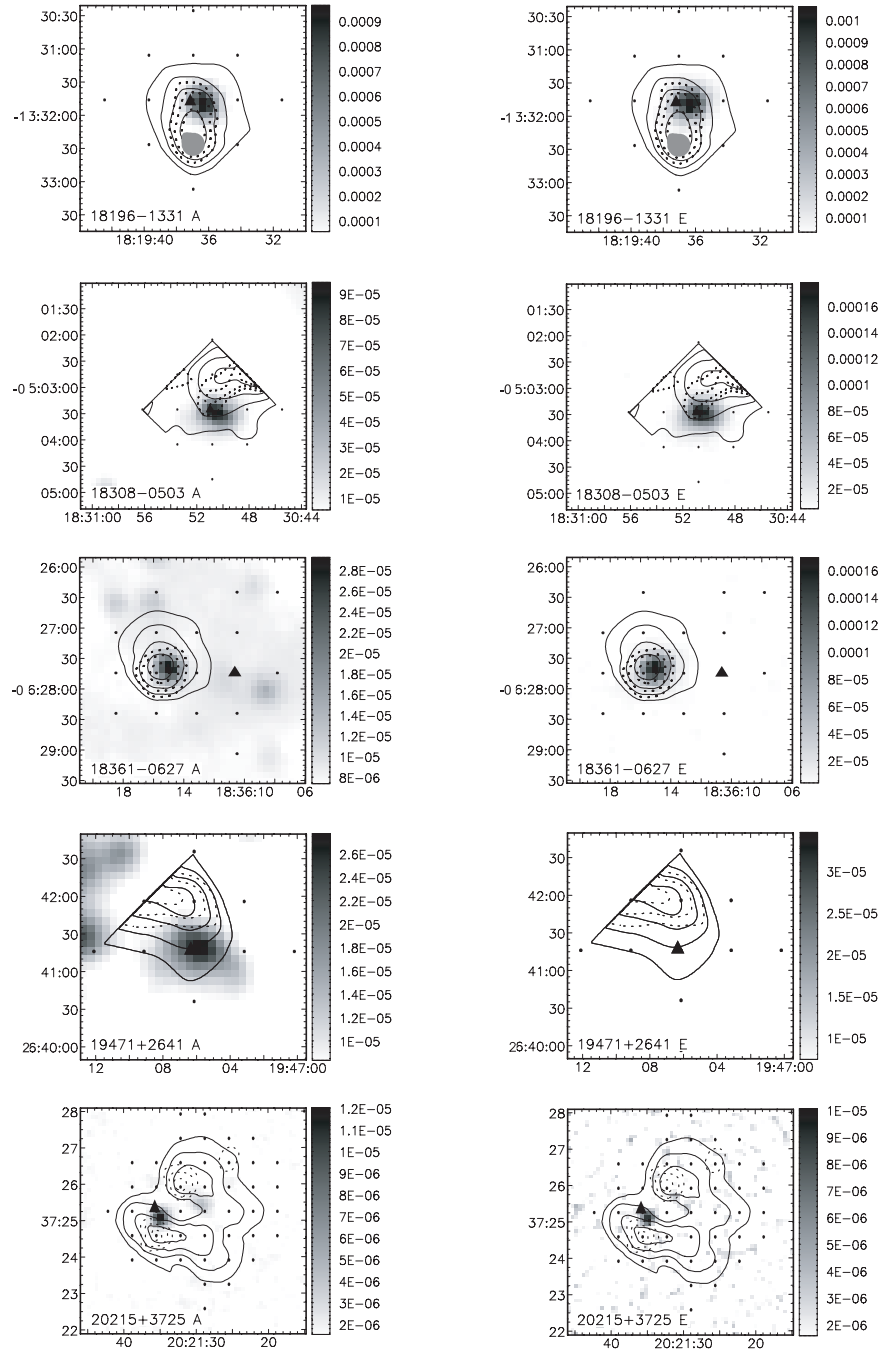 30:30
31:00
30
-13:32:00
30
33:00
30
18196-1331 A
18:19:40 36 32
0.0009
0.0008
0.0007
0.0006
0.0005
0.0004
0.0003
0.0002
0.0001
30:30
31:00
30
-13:32:00
30
33:00
30
18196-1331 E
18:19:40 36 32
0.001
0.0009
0.0008
0.0007
0.0006
0.0005
0.0004
0.0003
0.0002
0.0001
01:30
02:00
30
-0 5:03:00
30
04:00
30
05:00
18308-0503 A
18:31:00 56 52 48 30:44
9E-05
8E-05
7E-05
6E-05
5E-05
4E-05
3E-05
2E-05
1E-05
01:30
02:00
30
-0 5:03:00
30
04:00
30
05:00
18308-0503 E
18:31:00 56 52 48 30:44
0.00016
0.00014
0.00012
0.0001
8E-05
6E-05
4E-05
2E-05
26:00
30
27:00
30
-0 6:28:00
30
29:00
30
18361-0627 A
18 14 18:36:10 06
2.8E-05
2.6E-05
2.4E-05
2.2E-05
2E-05
1.8E-05
1.6E-05
1.4E-05
1.2E-05
1E-05
8E-06
26:00
30
27:00
30
-0 6:28:00
30
29:00
30
18361-0627 E
18 14 18:36:10 06
0.00016
0.00014
0.00012
0.0001
8E-05
6E-05
4E-05
2E-05
30
42:00
30
41:00
30
26:40:00
19471+2641 A
12 08 04 19:47:00
2.6E-05
2.4E-05
2.2E-05
2E-05
1.8E-05
1.6E-05
1.4E-05
1.2E-05
1E-05
30
42:00
30
41:00
30
26:40:00
19471+2641 E
12 08 04 19:47:00
3E-05
2.5E-05
2E-05
1.5E-05
1E-05
28
27
26
37:25
24
23
22
20215+3725 A
40 20:21:30 20
1.2E-05
1.1E-05
1E-05
9E-06
8E-06
7E-06
6E-06
5E-06
4E-06
3E-06
2E-06
28
27
26
37:25
24
23
22
20215+3725 E
40 20:21:30 20
1E-05
9E-06
8E-06
7E-06
6E-06
5E-06
4E-06
3E-06
2E-06